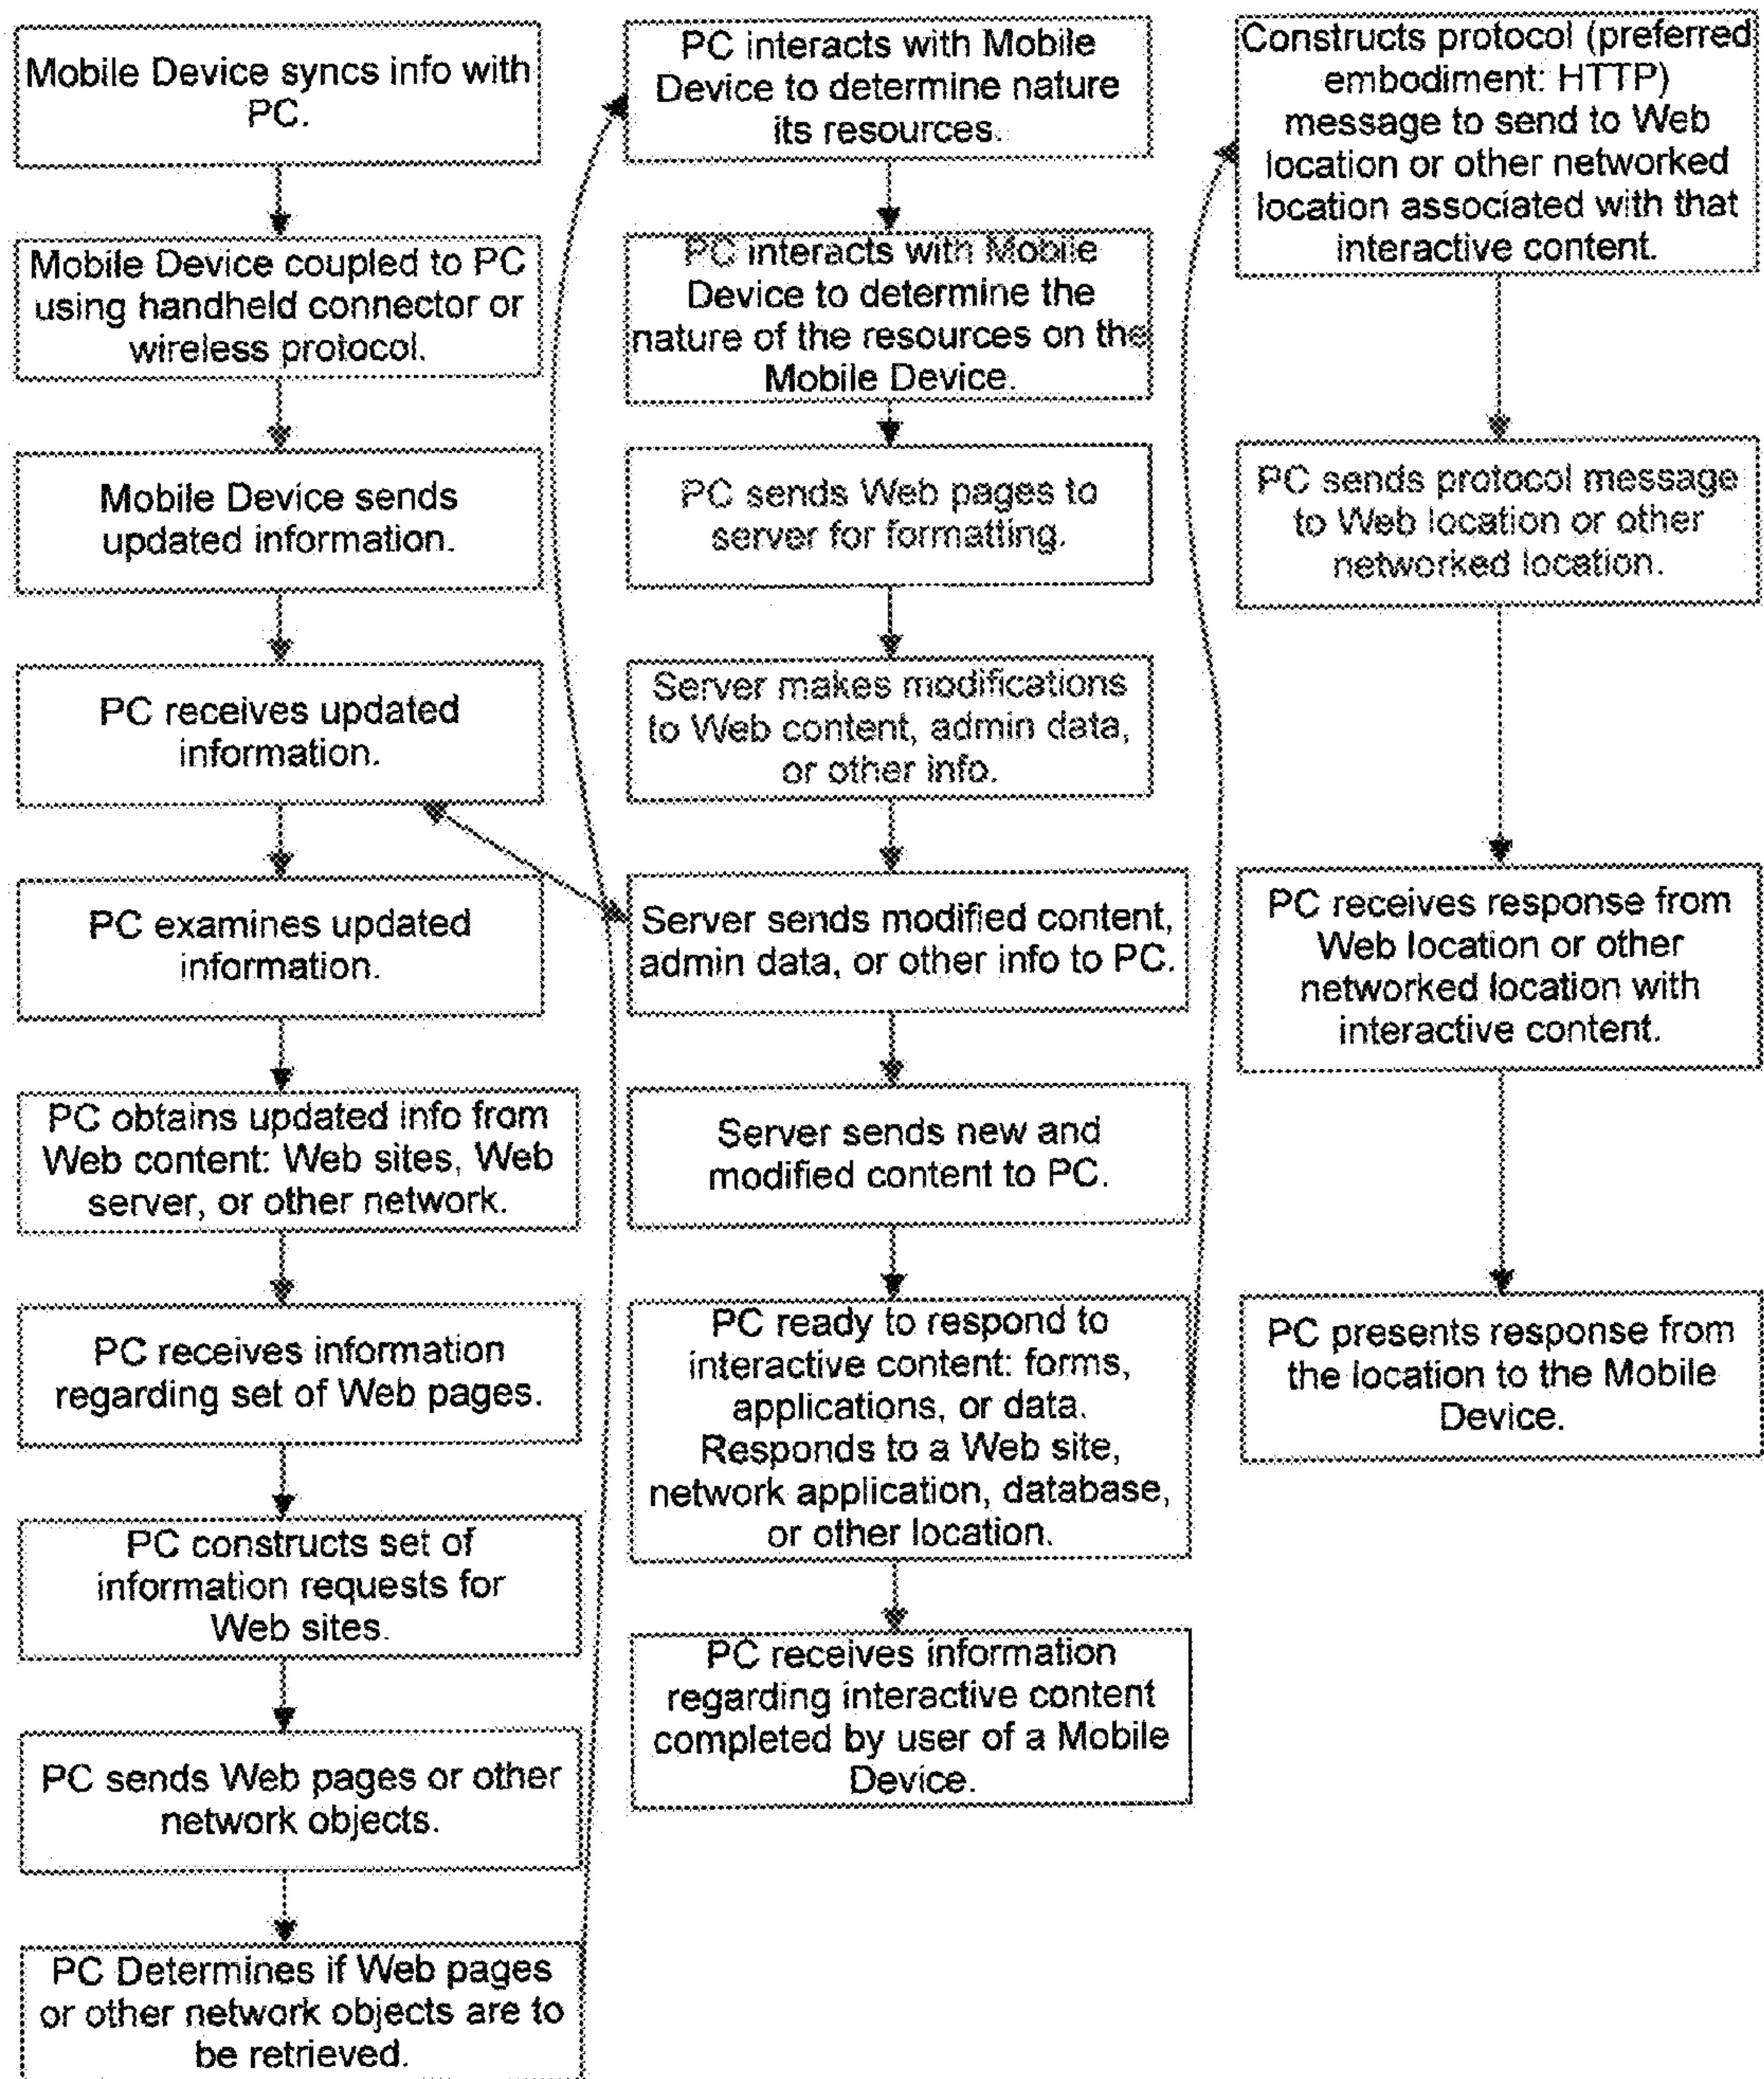 Mobile Device syncs info with
PC.
Mobile Device coupled to PC
using handheld connector or
wireless protocol.
Mobile Device sends
updated information.
PC receives updated
information.
PC examines updated
information.
PC obtains updated info from
Web content: Web sites, Web
server, or other network.
PC receives information
regarding set of Web pages.
PC constructs set of
information requests for
Web sites.
PC sends Web pages or other
network objects.
PC Determines if Web pages
or other network objects are to
be retrieved.
PC interacts with Mobile
Device to determine nature
its resources.
PC interacts with Mobile
Device to determine the
nature of the resources on the
Mobile Device.
PC sends Web pages to
server for formatting.
Server makes modifications
to Web content, admin data,
or other info.
Server sends modified content,
admin data, or other info to PC.
Server sends new and
modified content to PC.
PC ready to respond to
interactive content: forms,
applications, or data.
Responds to a Web site,
network application, database,
or other location.
PC receives information
regarding interactive content
completed by user of a Mobile
Device.
Constructs protocol (preferred
embodiment: HTTP)
message to send to Web
location or other networked
location associated with that
interactive content.
PC sends protocol message
to Web location or other
networked location.
PC receives response from
Web location or other
networked location with
interactive content.
PC presents response from
the location to the Mobile
Device.